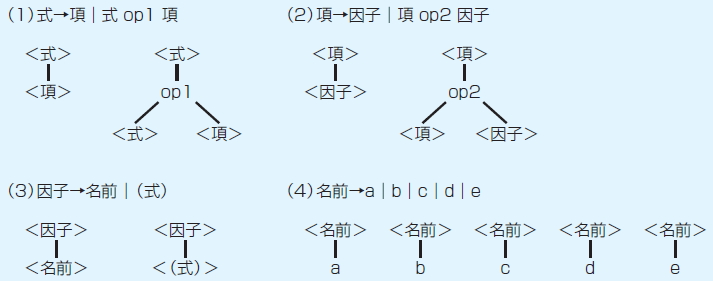 (1)式→項｜式 op1 項
(2)項→因子｜項 op2 因子
＜式＞ ＜式＞ ＜項＞ ＜項＞
＜項＞ op1 ＜因子＞ op2
＜式＞ ＜項＞ ＜項＞ ＜因子＞
(3)因子→名前｜(式)
(4)名前→a｜b｜c｜d｜e
＜因子＞ ＜因子＞ ＜名前＞ ＜名前＞ ＜名前＞ ＜名前＞ ＜名前＞
＜名前＞ ＜(式)＞ a b c d e